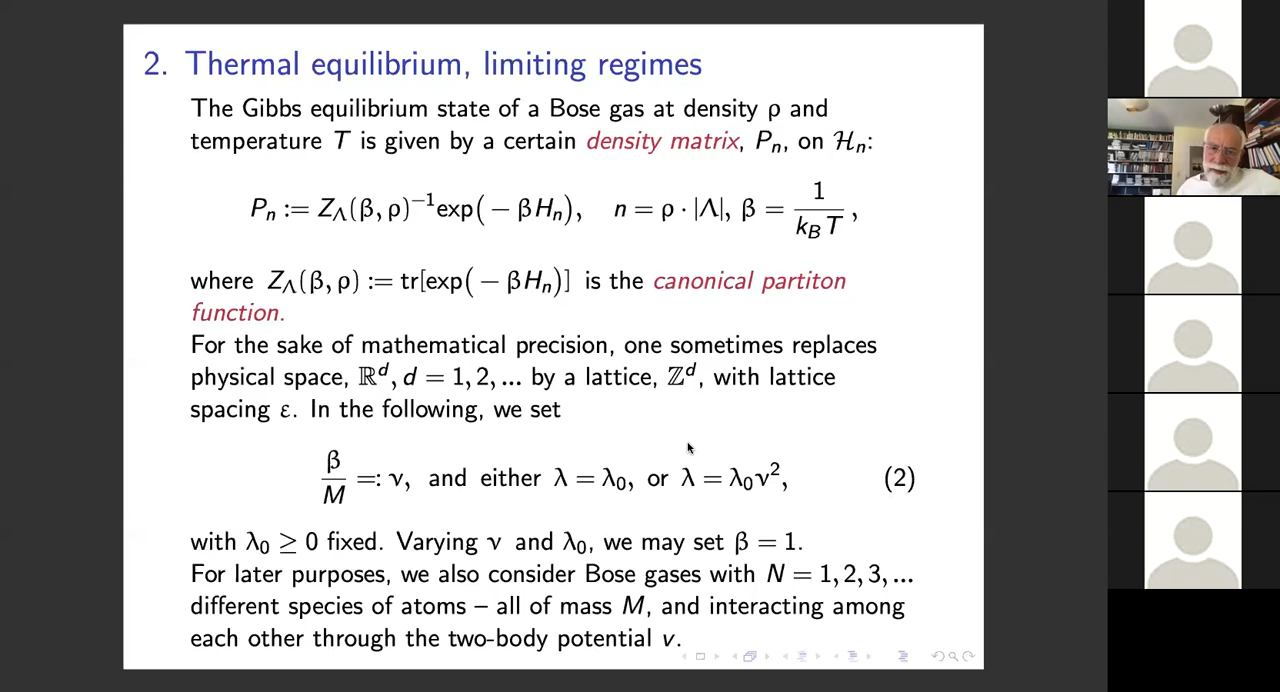 2. Thermal equilibrium, limiting regimes
The Gibbs equilibrium state of a Bose gas at density ρ and
temperature T is given by a certain density matrix, Pₙ, on ℋₙ:
Pₙ := Z_Λ(β, ρ)⁻¹exp(− βHₙ), n = ρ · |Λ|, β = 1/(k_B T) ,
where Z_Λ(β, ρ) := tr[exp(− βHₙ)] is the canonical partiton
function.
For the sake of mathematical precision, one sometimes replaces
physical space, ℝᵈ, d = 1, 2, ... by a lattice, ℤᵈ, with lattice
spacing ε. In the following, we set
β/M =: ν, and either λ = λ₀, or λ = λ₀ν², (2)
with λ₀ ≥ 0 fixed. Varying ν and λ₀, we may set β = 1.
For later purposes, we also consider Bose gases with N = 1, 2, 3, ...
different species of atoms – all of mass M, and interacting among
each other through the two-body potential v.